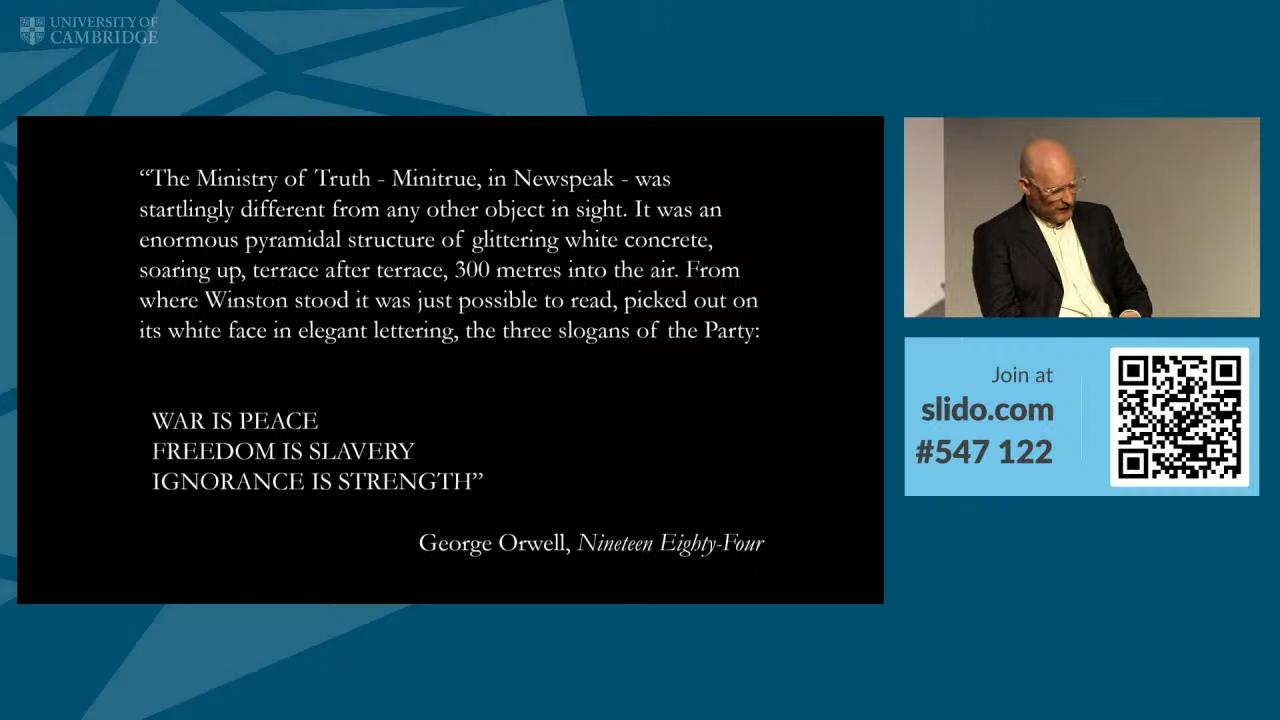 UNIVERSITY OF
CAMBRIDGE
“The Ministry of Truth - Minitrue, in Newspeak - was
startlingly different from any other object in sight. It was an
enormous pyramidal structure of glittering white concrete,
soaring up, terrace after terrace, 300 metres into the air. From
where Winston stood it was just possible to read, picked out on
its white face in elegant lettering, the three slogans of the Party:
WAR IS PEACE
FREEDOM IS SLAVERY
IGNORANCE IS STRENGTH”
George Orwell, Nineteen Eighty-Four
Join at
slido.com
#547 122